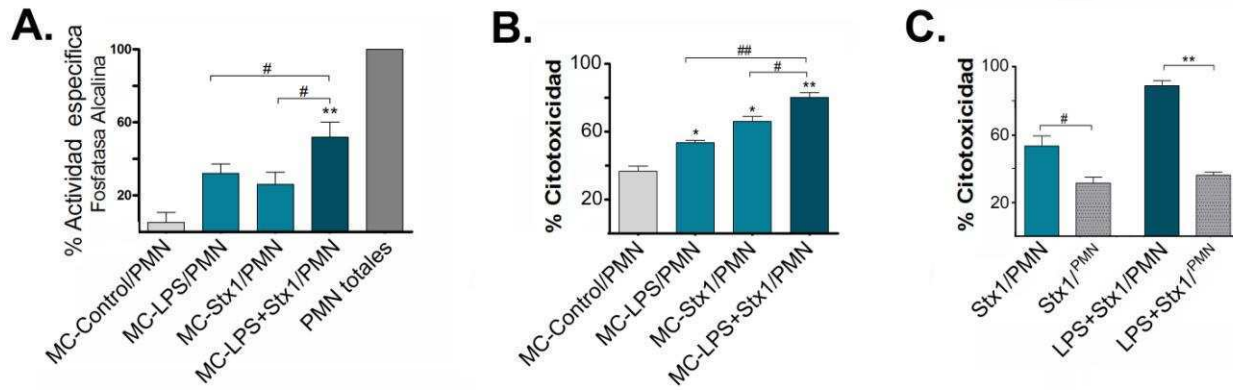 A.
% Actividad específica
Fosfatasa Alcalina
100
60
20
#
#
**
MC-Control/PMN
MC-LPS/PMN
MC-Stx1/PMN
MC-LPS+Stx1/PMN
PMN totales
B.
% Citotoxicidad
100
60
20
##
#
**
*
*
MC-Control/PMN
MC-LPS/PMN
MC-Stx1/PMN
MC-LPS+Stx1/PMN
C.
% Citotoxicidad
100
60
20
#
**
Stx1/PMN
Stx1/PMN
LPS+Stx1/PMN
LPS+Stx1/PMN